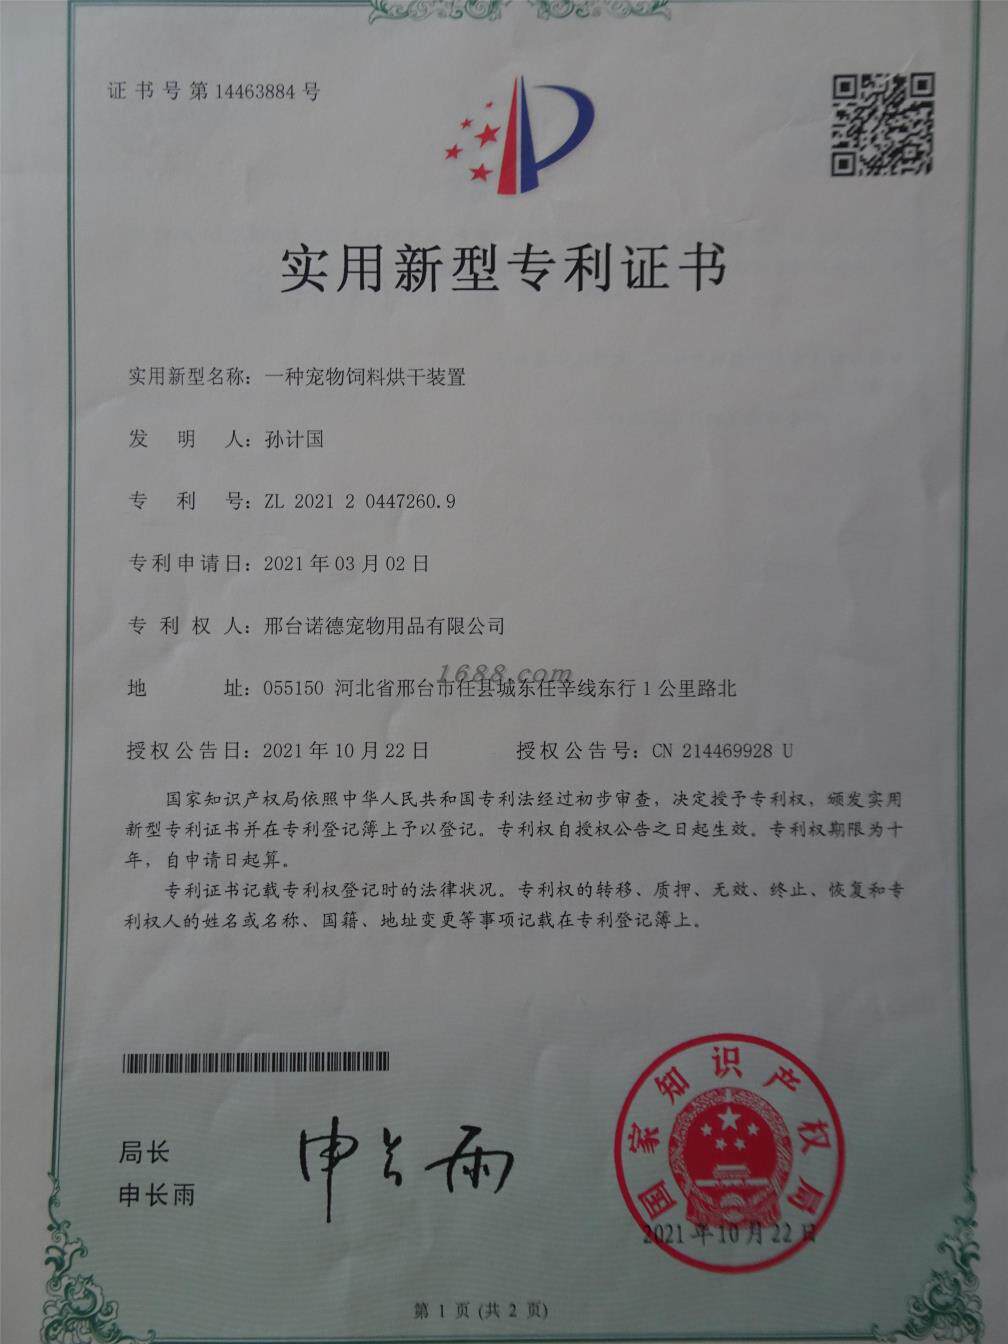 证书号第14463884号
实用新型专利证书
实用新型名称：一种宠物饲料烘干装置
发明人：孙计国
专利号：ZL 2021 2 0447260.9
专利申请日：2021年03月02日
专利权人：邢台诺德宠物用品有限公司
1688.com
地址：055150 河北省邢台市任县城东任辛线东行1公里路北
授权公告日：2021年10月22日 授权公告号：CN 214469928 U
国家知识产权局依照中华人民共和国专利法经过初步审查，决定授予专利权，颁发实用
新型专利证书并在专利登记簿上予以登记。专利权自授权公告之日起生效。专利权期限为十
年，自申请日起算。
专利证书记载专利权登记时的法律状况。专利权的转移、质押、无效、终止、恢复和专
利权人的姓名或名称、国籍、地址变更等事项记载在专利登记簿上。
局长
申长雨
申长雨
国家知识产权局
2021年10月22日
第 1 页 (共 2 页)